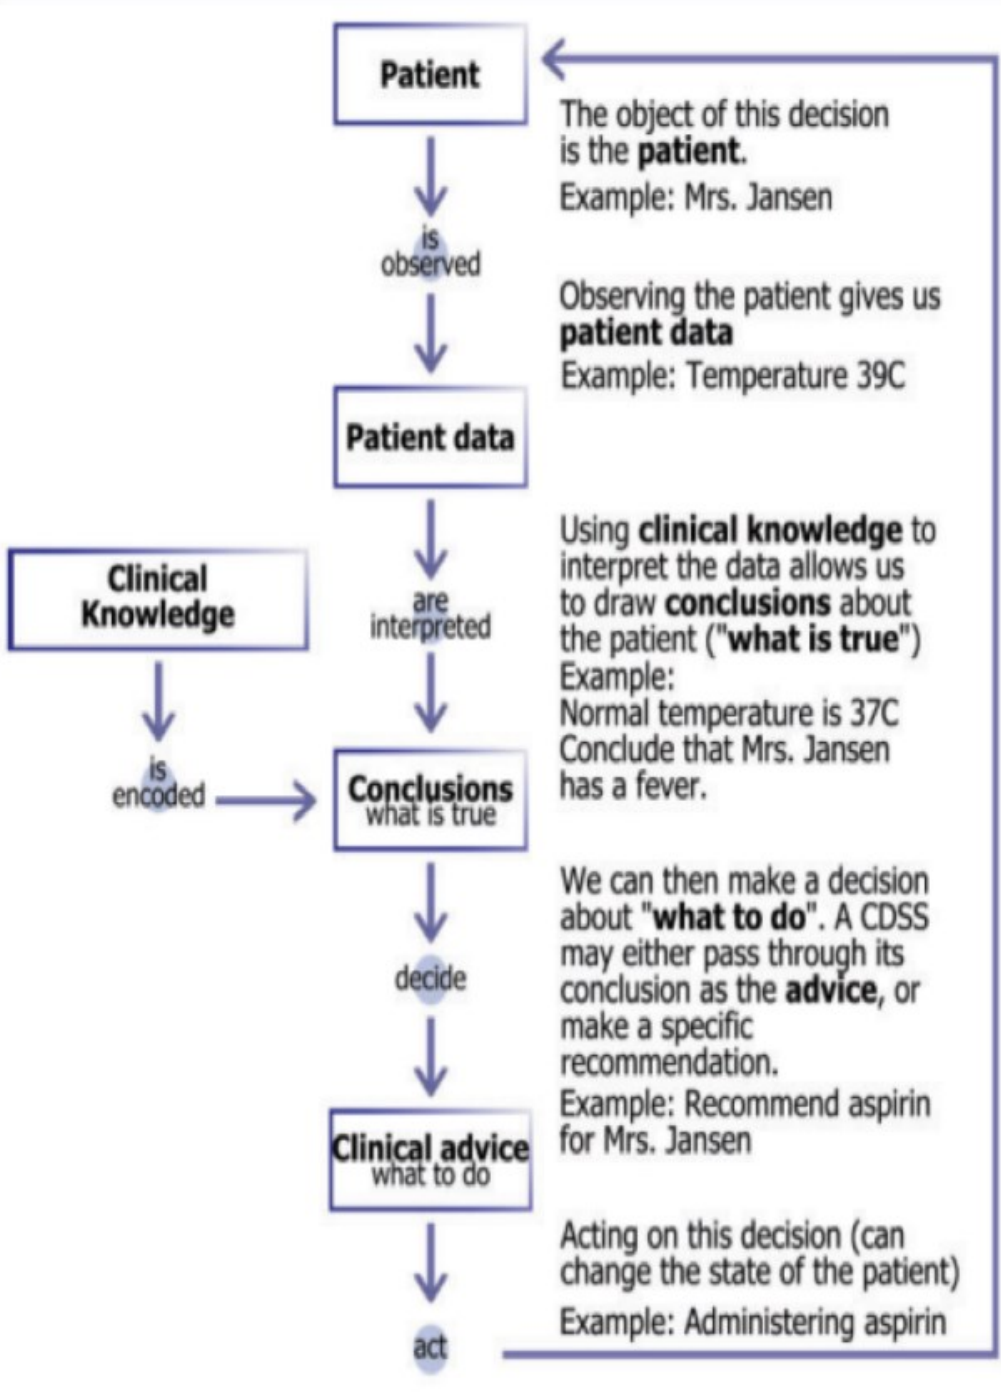 Patient
The object of this decision
is the patient.
Example: Mrs. Jansen
is
observed
Observing the patient gives us
patient data
Example: Temperature 39C
Patient data
Using clinical knowledge to
interpret the data allows us
to draw conclusions about
the patient ("what is true")
Example:
Normal temperature is 37C
Conclude that Mrs. Jansen
has a fever.
are
interpreted
Clinical
Knowledge
is
encoded
Conclusions
what is true
We can then make a decision
about "what to do". A CDSS
may either pass through its
conclusion as the advice, or
make a specific
recommendation.
Example: Recommend aspirin
for Mrs. Jansen
decide
Clinical advice
what to do
Acting on this decision (can
change the state of the patient)
Example: Administering aspirin
act